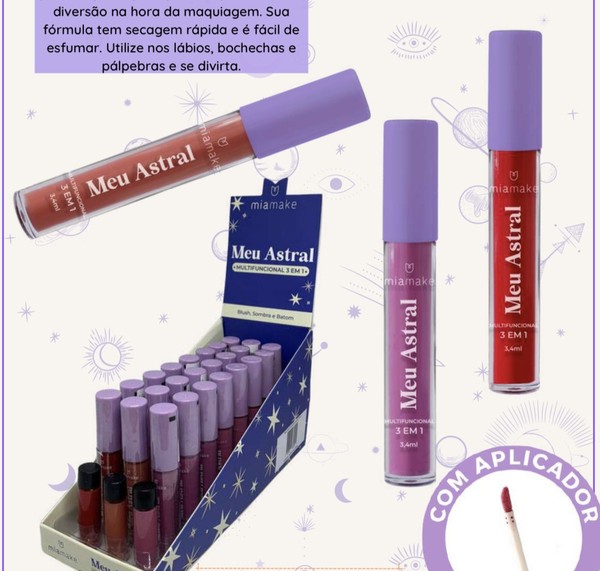 diversão na hora da maquiagem. Sua
fórmula tem secagem rápida e é fácil de
esfumar. Utilize nos lábios, bochechas e
pálpebras e se divirta.
miamake
Meu Astral
MULTIFUNCIONAL
3 EM 1
3,4ml
miamake
Meu Astral
MULTIFUNCIONAL 3 EM 1
Blush, Sombra e Batom
miamake
miamake
Meu Astral
MULTIFUNCIONAL
3 EM 1
3,4ml
miamake
Meu Astral
MULTIFUNCIONAL
3 EM 1
3,4ml
COM APLICADOR